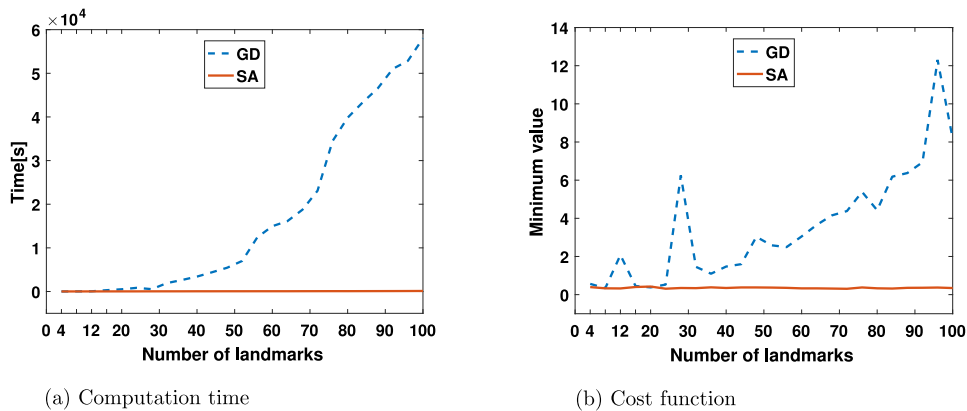 ×10⁴
6
5
4
3
2
1
0
Time[s]
GD
SA
0 4 12 20 30 40 50 60 70 80 90 100
Number of landmarks
(a) Computation time
14
12
10
8
6
4
2
0
Minimum value
GD
SA
0 4 12 20 30 40 50 60 70 80 90 100
Number of landmarks
(b) Cost function